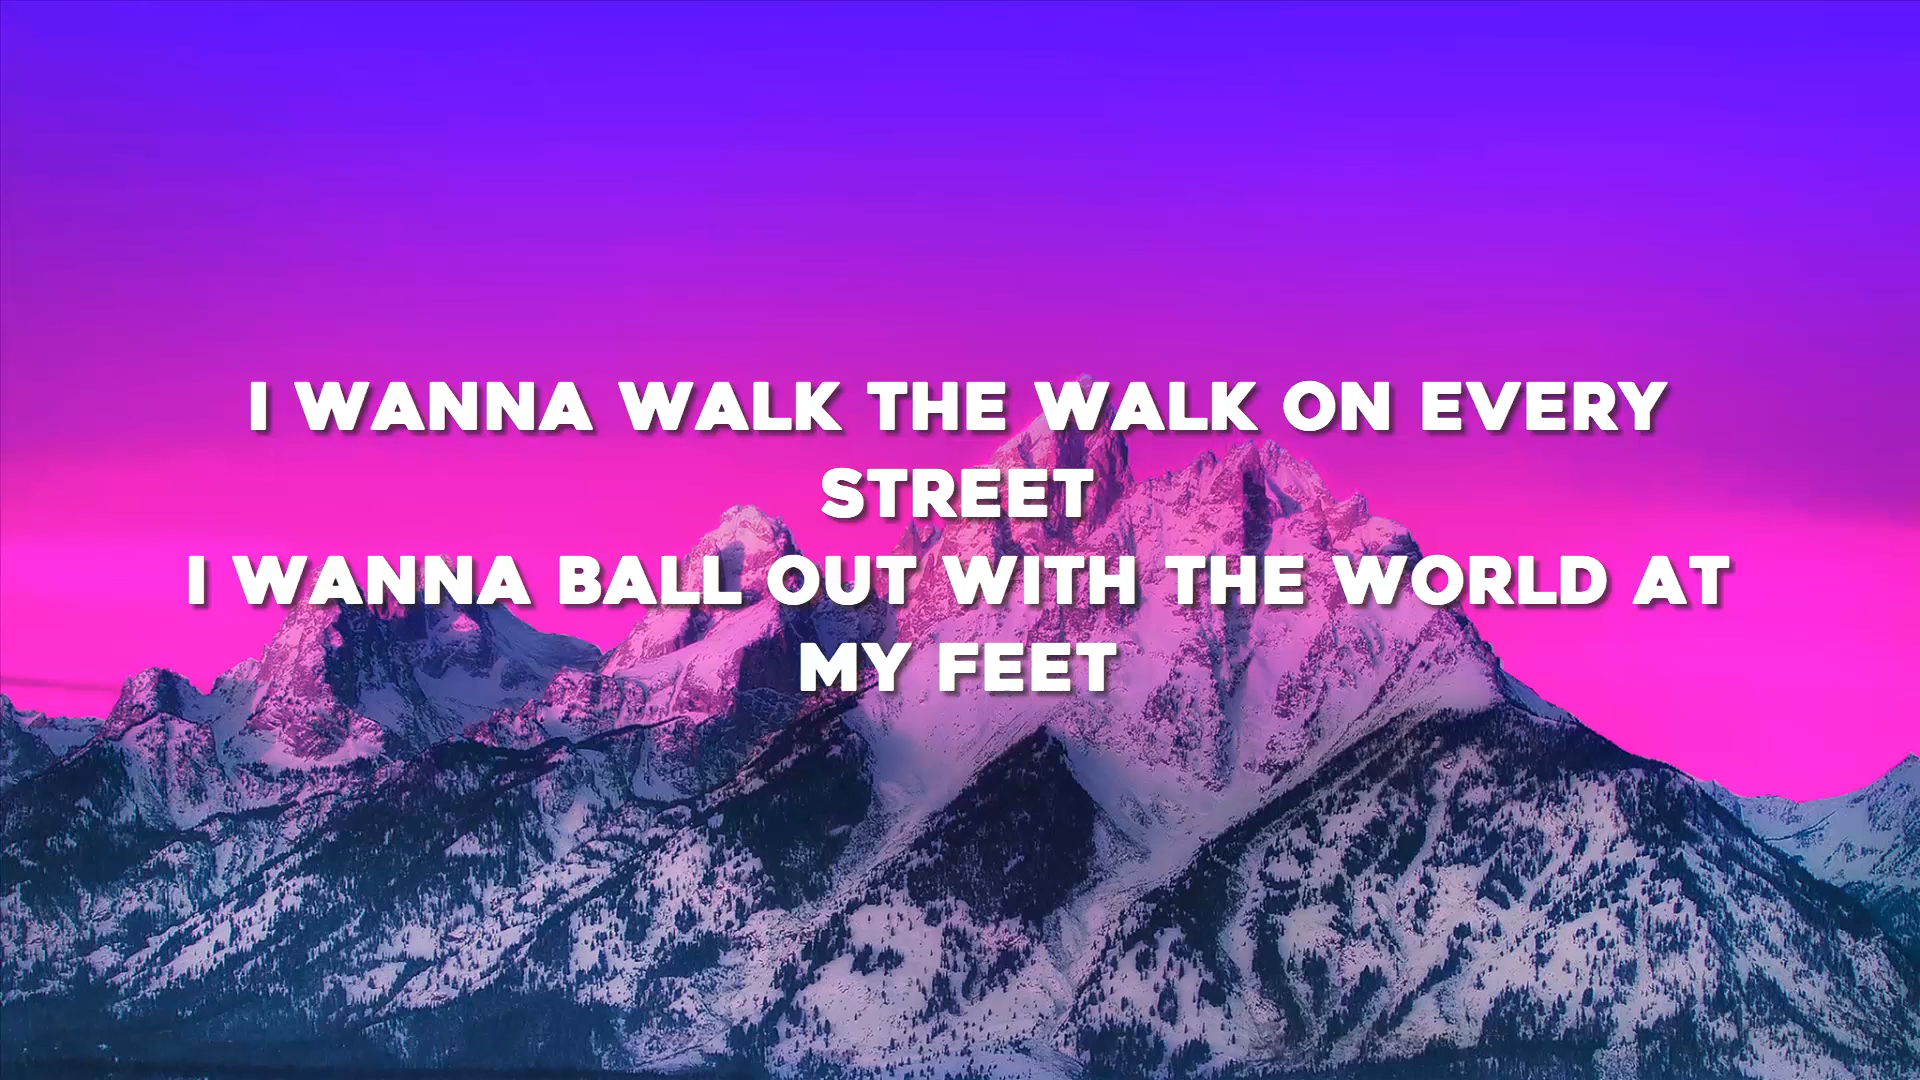 I WANNA WALK THE WALK ON EVERY
STREET
I WANNA BALL OUT WITH THE WORLD AT
MY FEET